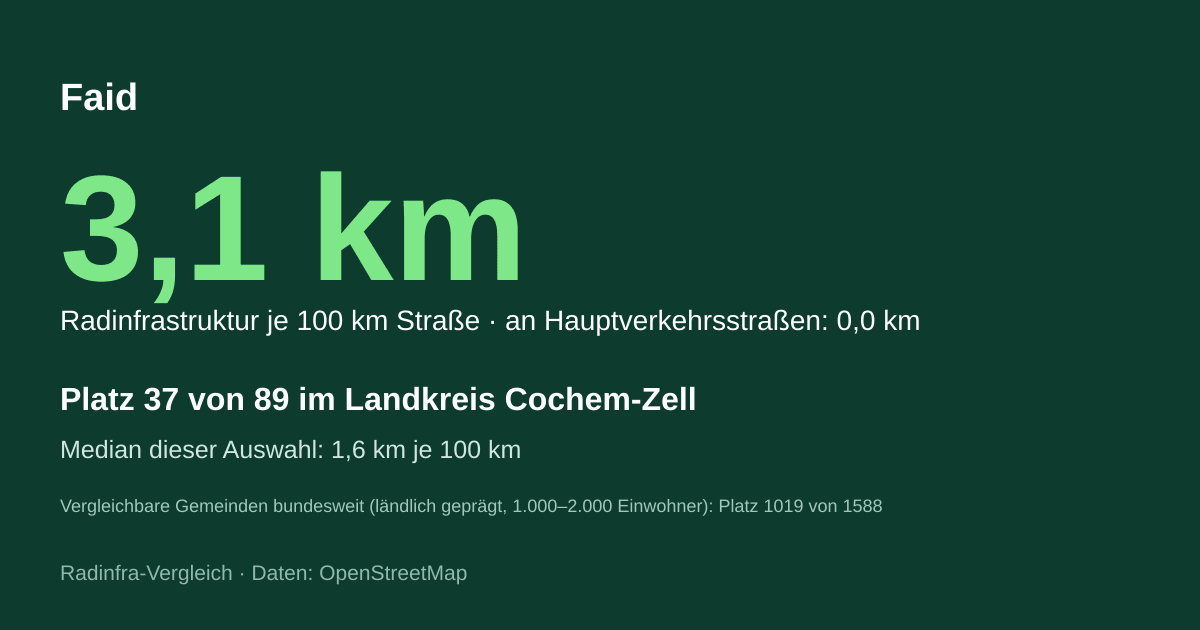 Faid
3,1 km
Radinfrastruktur je 100 km Straße · an Hauptverkehrsstraßen: 0,0 km
Platz 37 von 89 im Landkreis Cochem-Zell
Median dieser Auswahl: 1,6 km je 100 km
Vergleichbare Gemeinden bundesweit (ländlich geprägt, 1.000–2.000 Einwohner): Platz 1019 von 1588
Radinfra-Vergleich · Daten: OpenStreetMap